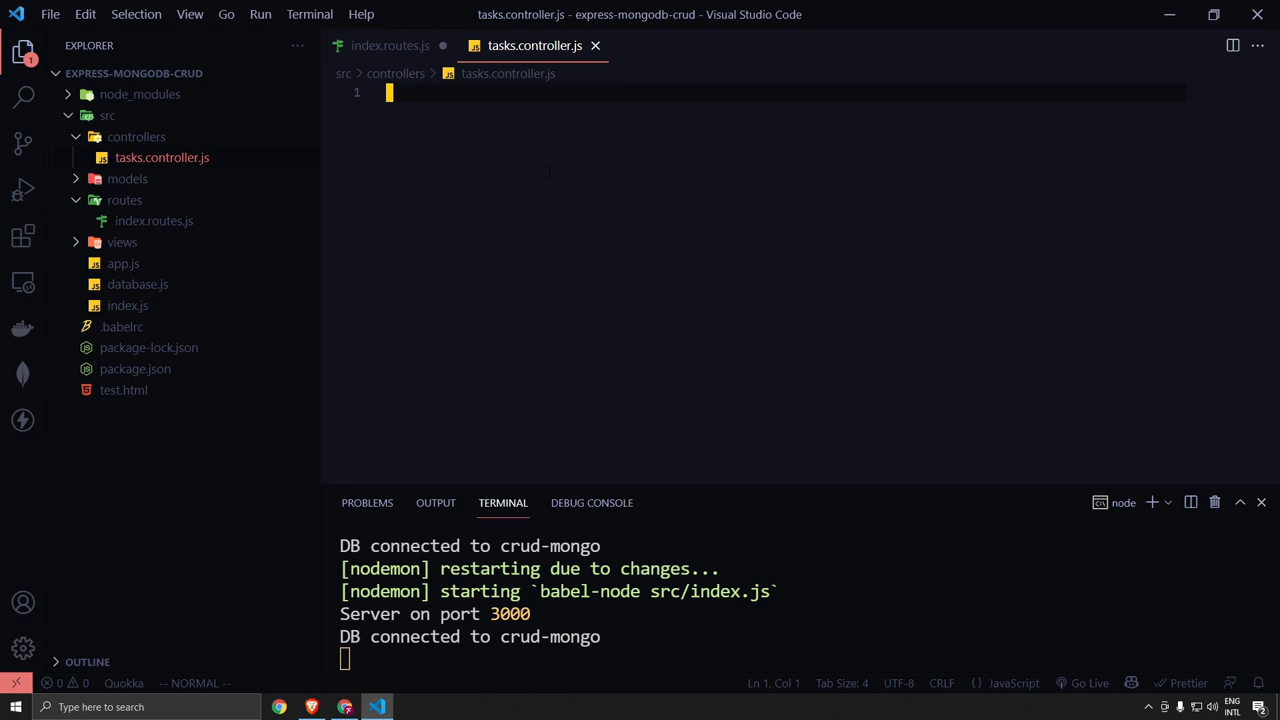 File Edit Selection View Go Run Terminal Help
tasks.controller.js - express-mongodb-crud - Visual Studio Code
EXPLORER
1
EXPRESS-MONGODB-CRUD
node_modules
src
controllers
tasks.controller.js
models
routes
index.routes.js
views
app.js
database.js
index.js
.babelrc
package-lock.json
package.json
test.html
OUTLINE
index.routes.js
tasks.controller.js
src > controllers > tasks.controller.js
1
PROBLEMS OUTPUT TERMINAL DEBUG CONSOLE
node
DB connected to crud-mongo
[nodemon] restarting due to changes...
[nodemon] starting `babel-node src/index.js`
Server on port 3000
DB connected to crud-mongo
0 0 Quokka -- NORMAL --
Ln 1, Col 1 Tab Size: 4 UTF-8 CRLF {} JavaScript Go Live Prettier
Type here to search
ENG
INTL